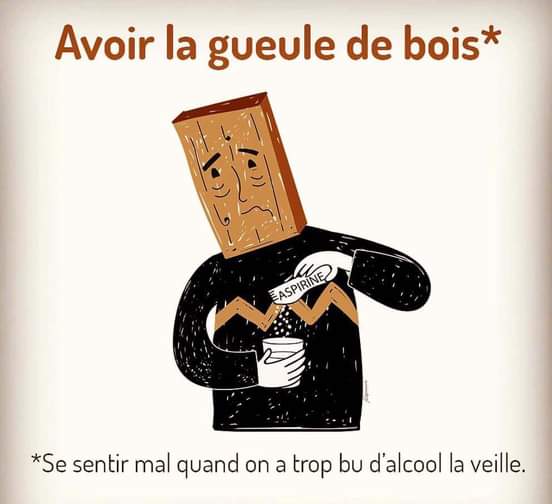 Avoir la gueule de bois*
ASPIRINE
*Se sentir mal quand on a trop bu d'alcool la veille.